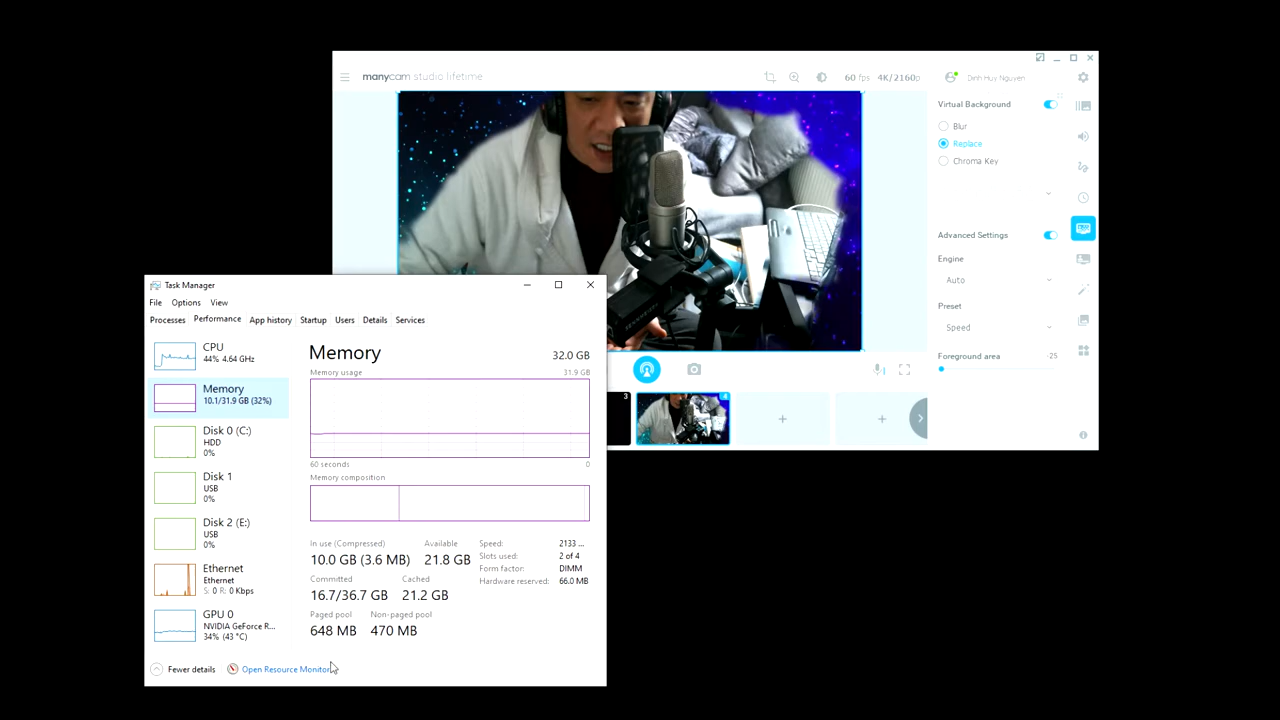 manycam studio lifetime
60 fps 4K/2160p
Dinh Huy Nguyen
Virtual Background
Blur
Replace
Chroma Key
Advanced Settings
Engine
Auto
Preset
Speed
Foreground area -25
3
4
Task Manager
File Options View
Processes Performance App history Startup Users Details Services
CPU
44% 4.64 GHz
Memory
10.1/31.9 GB (32%)
Disk 0 (C:)
HDD
0%
Disk 1
USB
0%
Disk 2 (E:)
USB
0%
Ethernet
Ethernet
S: 0 R: 0 Kbps
GPU 0
NVIDIA GeForce R...
34% (43 °C)
Memory 32.0 GB
Memory usage 31.9 GB
60 seconds 0
Memory composition
In use (Compressed) Available
10.0 GB (3.6 MB) 21.8 GB
Committed Cached
16.7/36.7 GB 21.2 GB
Paged pool Non-paged pool
648 MB 470 MB
Speed: 2133 ...
Slots used: 2 of 4
Form factor: DIMM
Hardware reserved: 66.0 MB
Fewer details Open Resource Monitor